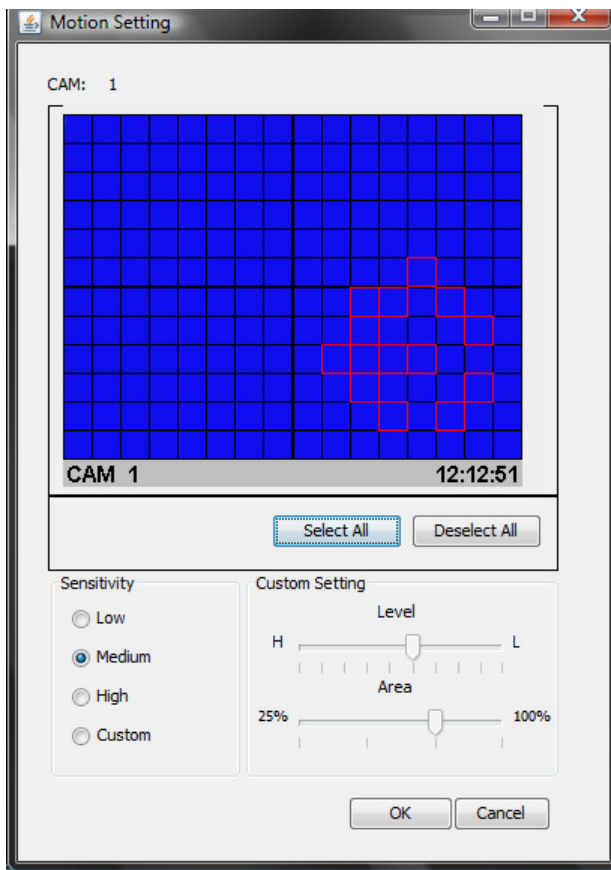 Motion Setting
CAM: 1
CAM 1 12:12:51
Select All Deselect All
Sensitivity Custom Setting
Low
Medium
High
Custom
Level
H L
Area
25% 100%
OK Cancel